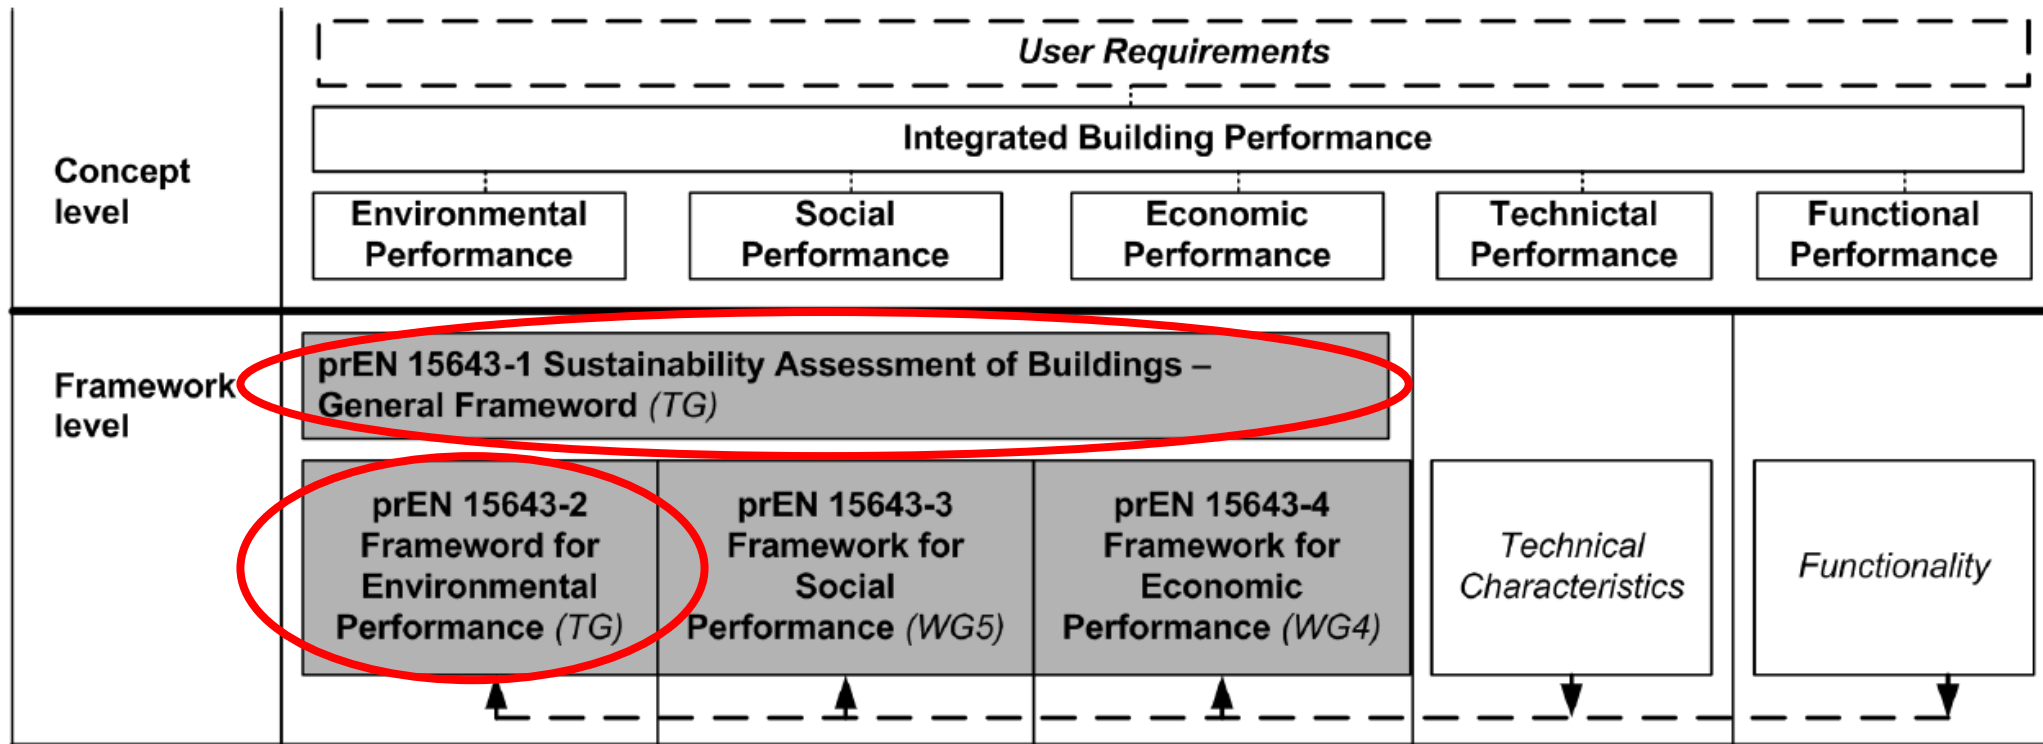 User Requirements
Integrated Building Performance
Concept
level
Environmental
Performance
Social
Performance
Economic
Performance
Technictal
Performance
Functional
Performance
Framework
level
prEN 15643-1 Sustainability Assessment of Buildings –
General Frameword (TG)
prEN 15643-2
Frameword for
Environmental
Performance (TG)
prEN 15643-3
Framework for
Social
Performance (WG5)
prEN 15643-4
Framework for
Economic
Performance (WG4)
Technical
Characteristics
Functionality